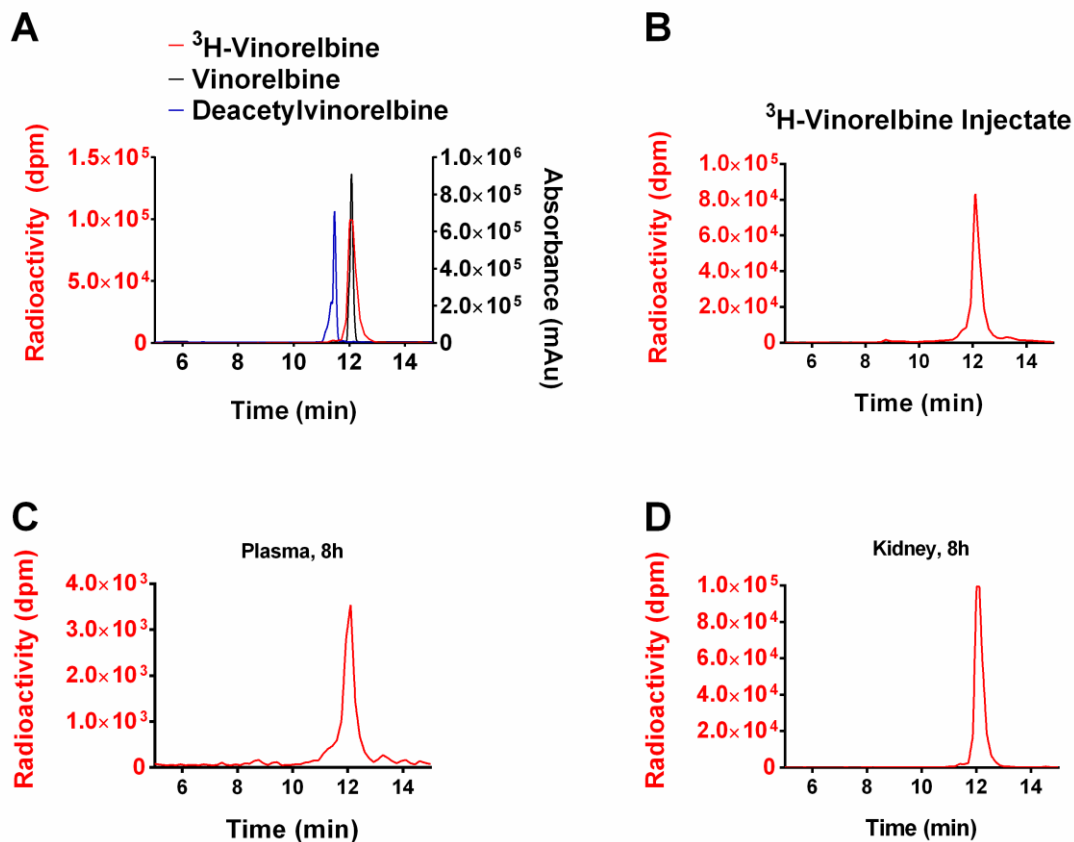 A
³H-Vinorelbine
Vinorelbine
Deacetylvinorelbine
Radioactivity (dpm)
1.5×10⁵
1.0×10⁵
5.0×10⁴
0
1.0×10⁶
8.0×10⁵
6.0×10⁵
4.0×10⁵
2.0×10⁵
0
Absorbance (mAu)
6 8 10 12 14
Time (min)
B
³H-Vinorelbine Injectate
Radioactivity (dpm)
1.0×10⁵
8.0×10⁴
6.0×10⁴
4.0×10⁴
2.0×10⁴
0
6 8 10 12 14
Time (min)
C
Plasma, 8h
Radioactivity (dpm)
4.0×10³
3.0×10³
2.0×10³
1.0×10³
0
6 8 10 12 14
Time (min)
D
Kidney, 8h
Radioactivity (dpm)
1.0×10⁵
8.0×10⁴
6.0×10⁴
4.0×10⁴
2.0×10⁴
0
6 8 10 12 14
Time (min)